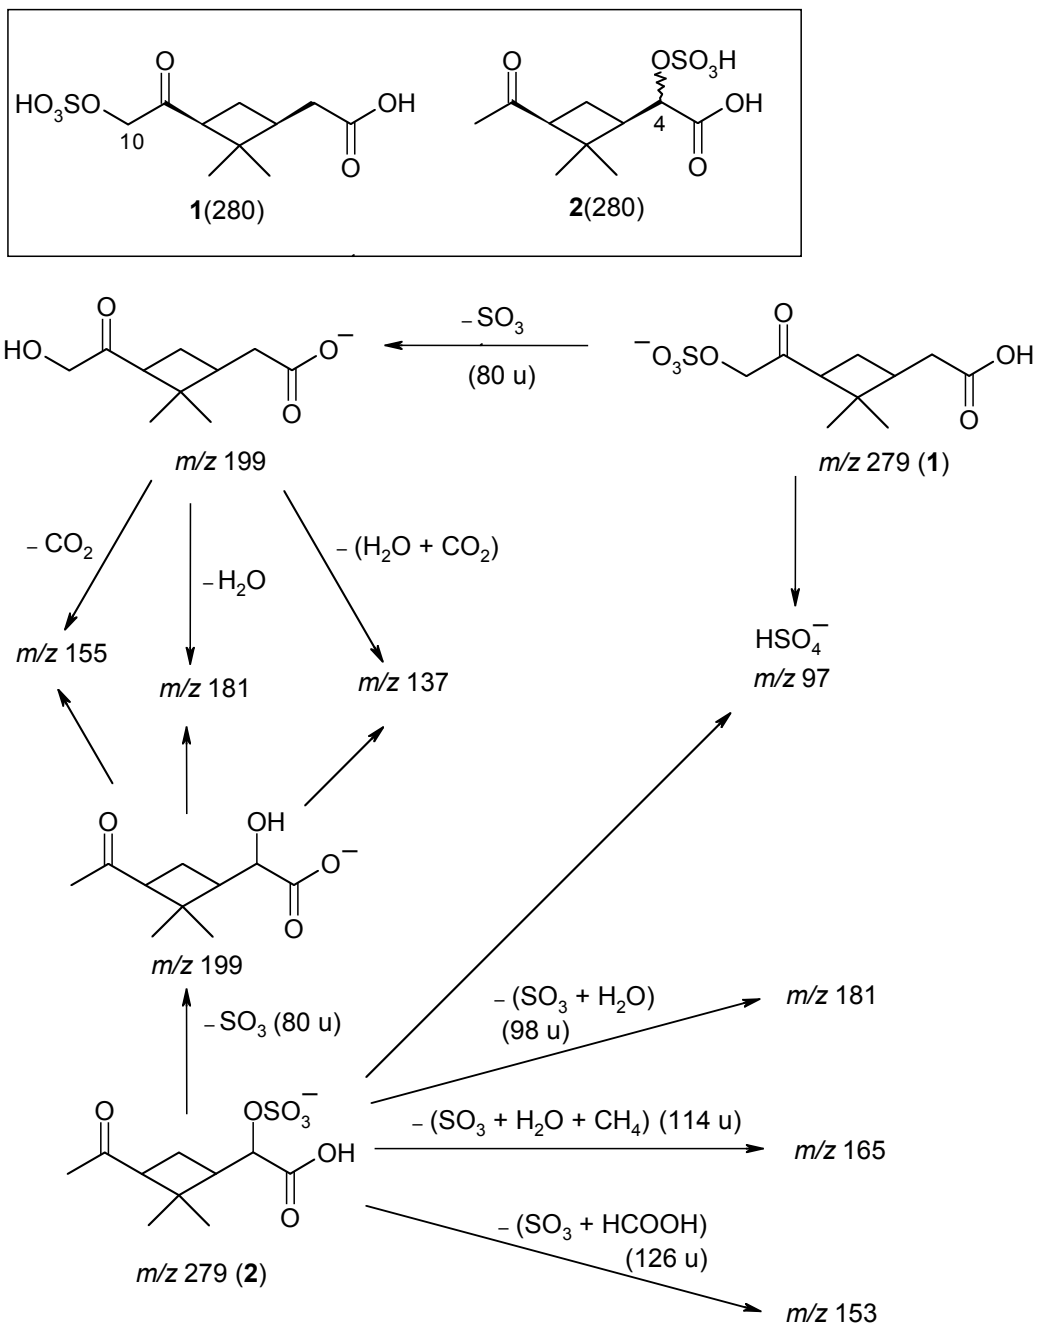 O
HO3SO
10
OH
O
1(280)
O
OSO3H
4
OH
O
2(280)
O
HO
O−
O
m/z 199
− SO3
(80 u)
O
−O3SO
OH
O
m/z 279 (1)
− CO2
− H2O
− (H2O + CO2)
m/z 155
m/z 181
m/z 137
HSO4−
m/z 97
O
OH
O−
O
m/z 199
− SO3 (80 u)
O
OSO3−
OH
O
m/z 279 (2)
− (SO3 + H2O)
(98 u)
m/z 181
− (SO3 + H2O + CH4) (114 u)
m/z 165
− (SO3 + HCOOH)
(126 u)
m/z 153